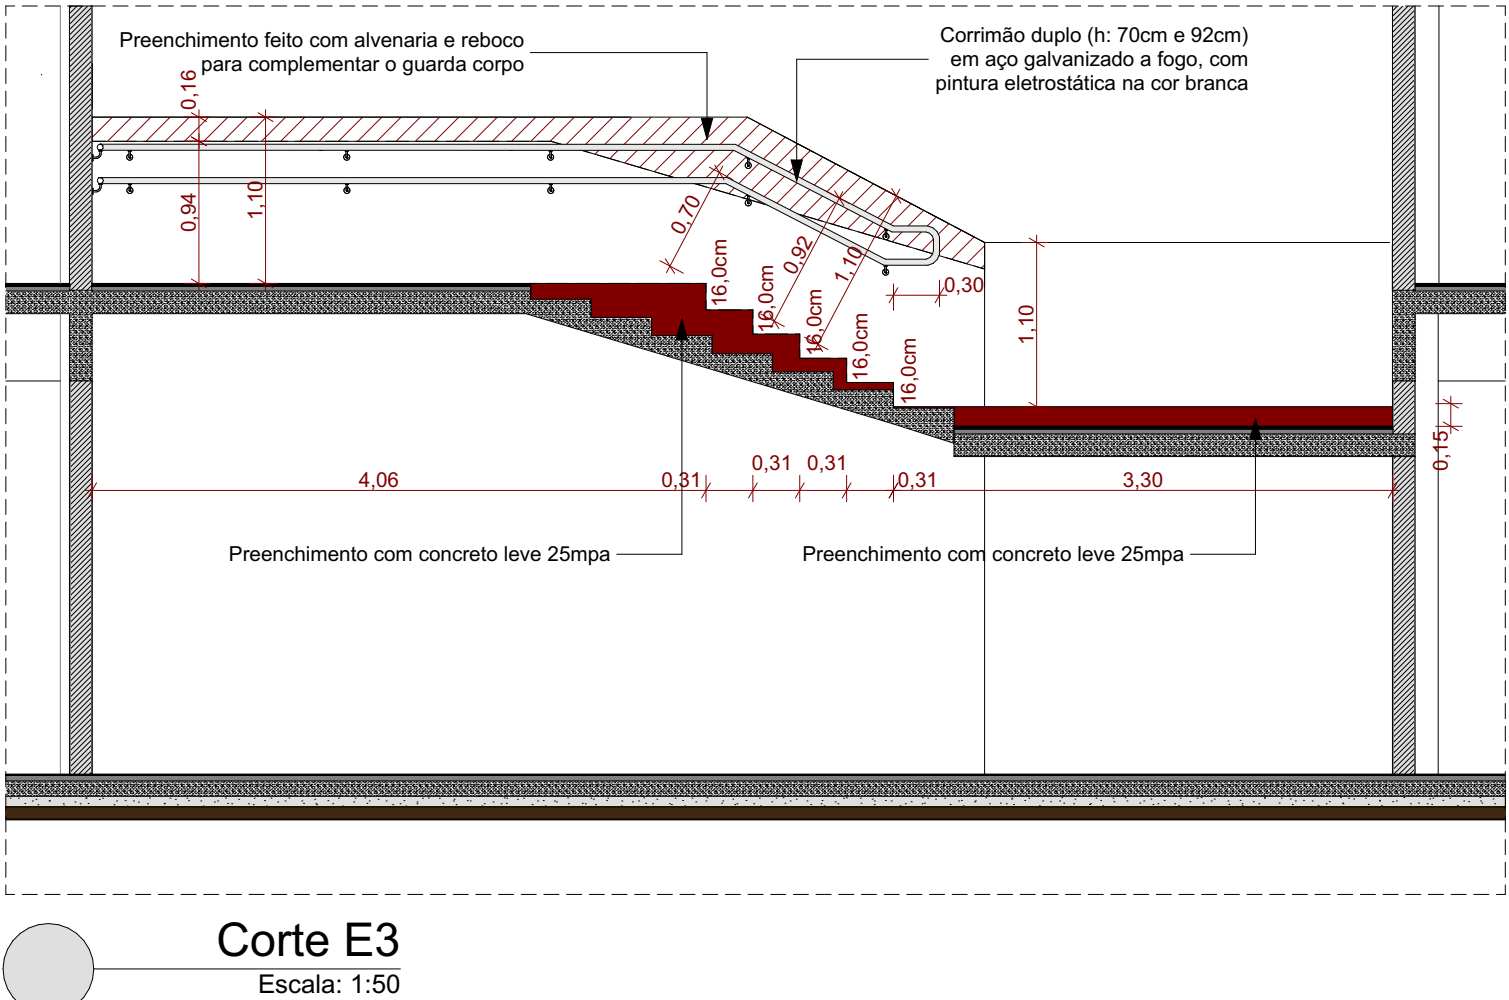 Preenchimento feito com alvenaria e reboco
para complementar o guarda corpo
Corrimão duplo (h: 70cm e 92cm)
em aço galvanizado a fogo, com
pintura eletrostática na cor branca
0,16
0,94
1,10
0,70
0,92
1,10
0,30
1,10
16,0cm
16,0cm
16,0cm
16,0cm
16,0cm
0,15
4,06
0,31
0,31
0,31
0,31
3,30
Preenchimento com concreto leve 25mpa
Preenchimento com concreto leve 25mpa
Corte E3
Escala: 1:50